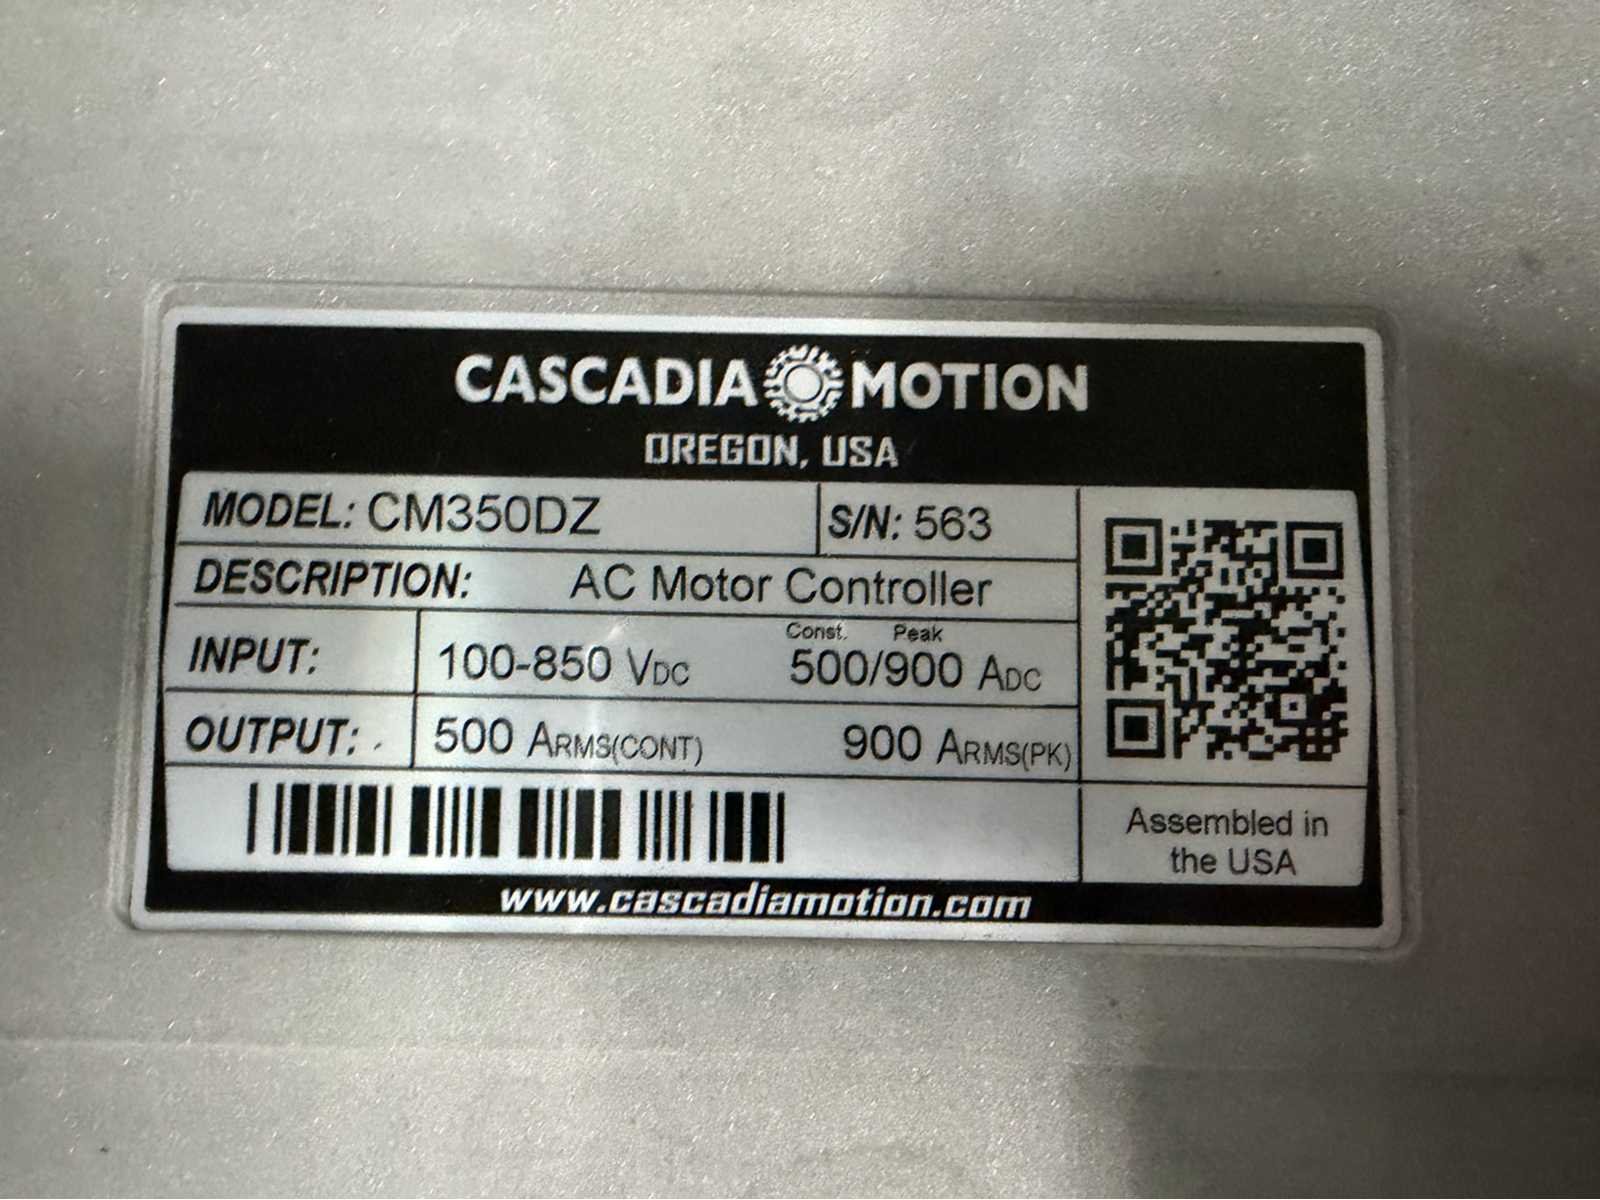 CASCADIA MOTION
OREGON, USA
MODEL: CM350DZ
S/N: 563
DESCRIPTION: AC Motor Controller
Const. Peak
INPUT: 100-850 VDC 500/900 ADC
OUTPUT: 500 ARMS(CONT) 900 ARMS(PK)
Assembled in
the USA
www.cascadiamotion.com